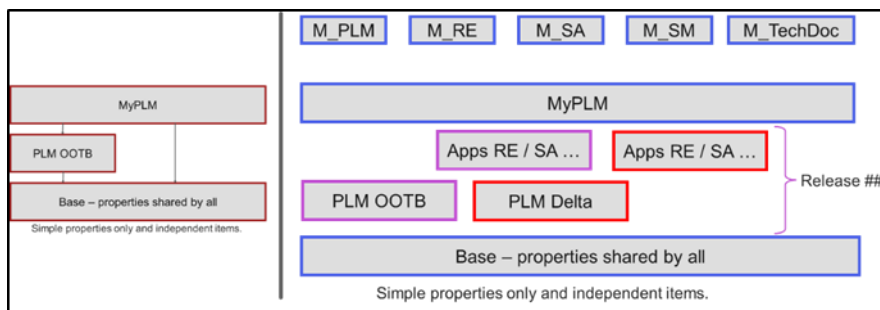 MyPLM
PLM OOTB
Base – properties shared by all
Simple properties only and independent items.
M_PLM
M_RE
M_SA
M_SM
M_TechDoc
MyPLM
Apps RE / SA ...
Apps RE / SA ...
Release ##
PLM OOTB
PLM Delta
Base – properties shared by all
Simple properties only and independent items.